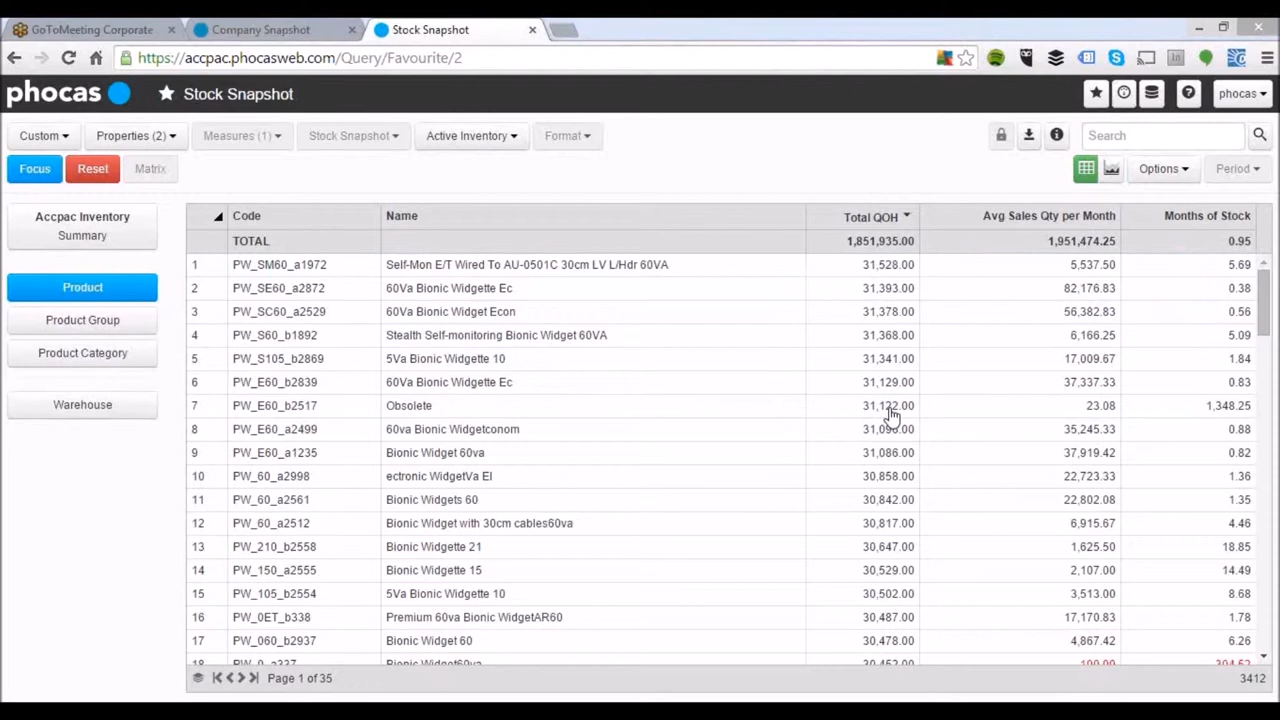 GoToMeeting Corporate
Company Snapshot
Stock Snapshot
https://accpac.phocasweb.com/Query/Favourite/2
phocas
Stock Snapshot
phocas
Custom
Properties (2)
Measures (1)
Stock Snapshot
Active Inventory
Format
Search
Focus
Reset
Matrix
Options
Period
Accpac Inventory
Summary
Product
Product Group
Product Category
Warehouse
Code Name Total QOH Avg Sales Qty per Month Months of Stock
TOTAL 1,851,935.00 1,951,474.25 0.95
1 PW_SM60_a1972 Self-Mon E/T Wired To AU-0501C 30cm LV L/Hdr 60VA 31,528.00 5,537.50 5.69
2 PW_SE60_a2872 60Va Bionic Widgette Ec 31,393.00 82,176.83 0.38
3 PW_SC60_a2529 60Va Bionic Widget Econ 31,378.00 56,382.83 0.56
4 PW_S60_b1892 Stealth Self-monitoring Bionic Widget 60VA 31,368.00 6,166.25 5.09
5 PW_S105_b2869 5Va Bionic Widgette 10 31,341.00 17,009.67 1.84
6 PW_E60_b2839 60Va Bionic Widgette Ec 31,129.00 37,337.33 0.83
7 PW_E60_b2517 Obsolete 31,122.00 23.08 1,348.25
8 PW_E60_a2499 60va Bionic Widgetconom 35,245.33 0.88
9 PW_E60_a1235 Bionic Widget 60va 31,086.00 37,919.42 0.82
10 PW_60_a2998 ectronic WidgetVa El 30,858.00 22,723.33 1.36
11 PW_60_a2561 Bionic Widgets 60 30,842.00 22,802.08 1.35
12 PW_60_a2512 Bionic Widget with 30cm cables60va 30,817.00 6,915.67 4.46
13 PW_210_b2558 Bionic Widgette 21 30,647.00 1,625.50 18.85
14 PW_150_a2555 Bionic Widgette 15 30,529.00 2,107.00 14.49
15 PW_105_b2554 5Va Bionic Widgette 10 30,502.00 3,513.00 8.68
16 PW_0ET_b338 Premium 60va Bionic WidgetAR60 30,487.00 17,170.83 1.78
17 PW_060_b2937 Bionic Widget 60 30,478.00 4,867.42 6.26
18 PW_9_a337 Bionic Widget60va
Page 1 of 35
3412